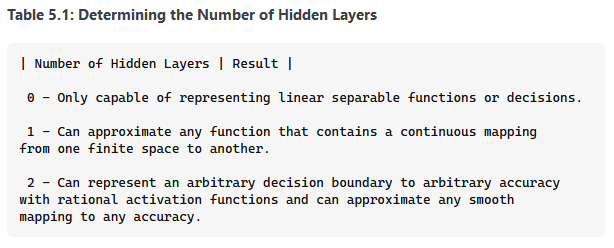 Table 5.1: Determining the Number of Hidden Layers
| Number of Hidden Layers | Result |
0 - Only capable of representing linear separable functions or decisions.
1 - Can approximate any function that contains a continuous mapping
from one finite space to another.
2 - Can represent an arbitrary decision boundary to arbitrary accuracy
with rational activation functions and can approximate any smooth
mapping to any accuracy.